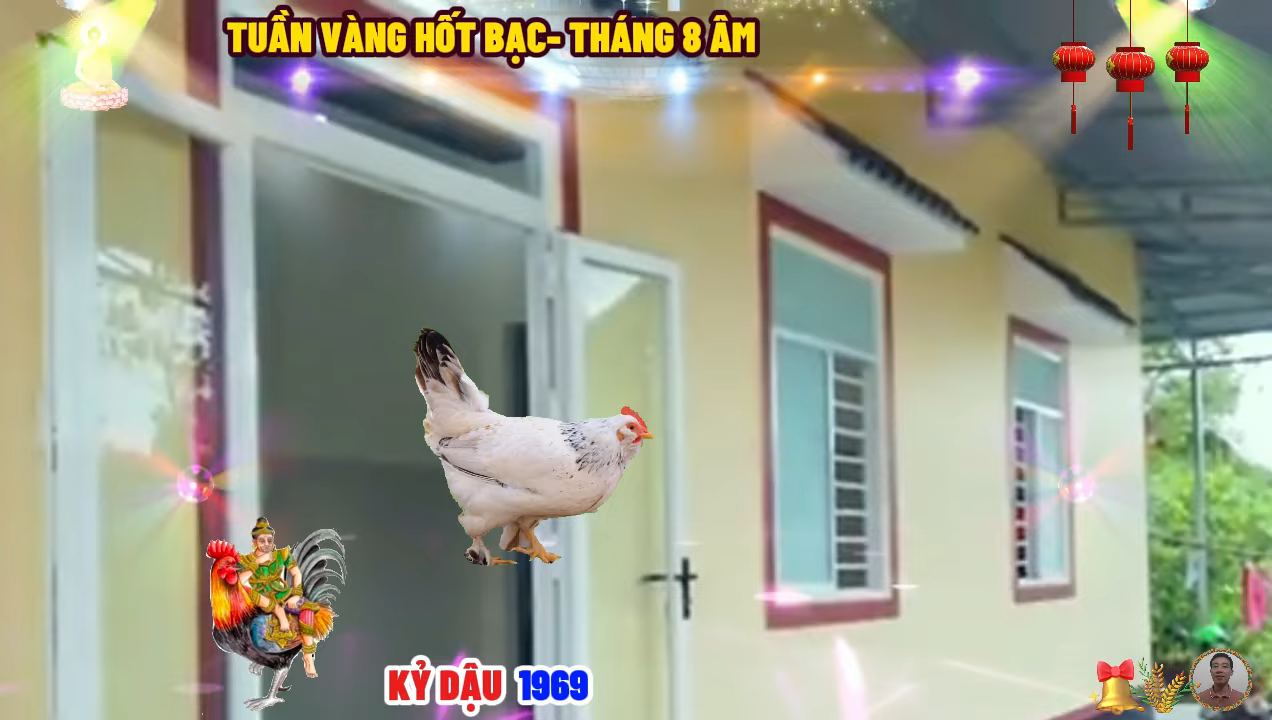 TUẦN VÀNG HỐT BẠC- THÁNG 8 ÂM
KỶ DẬU 1969